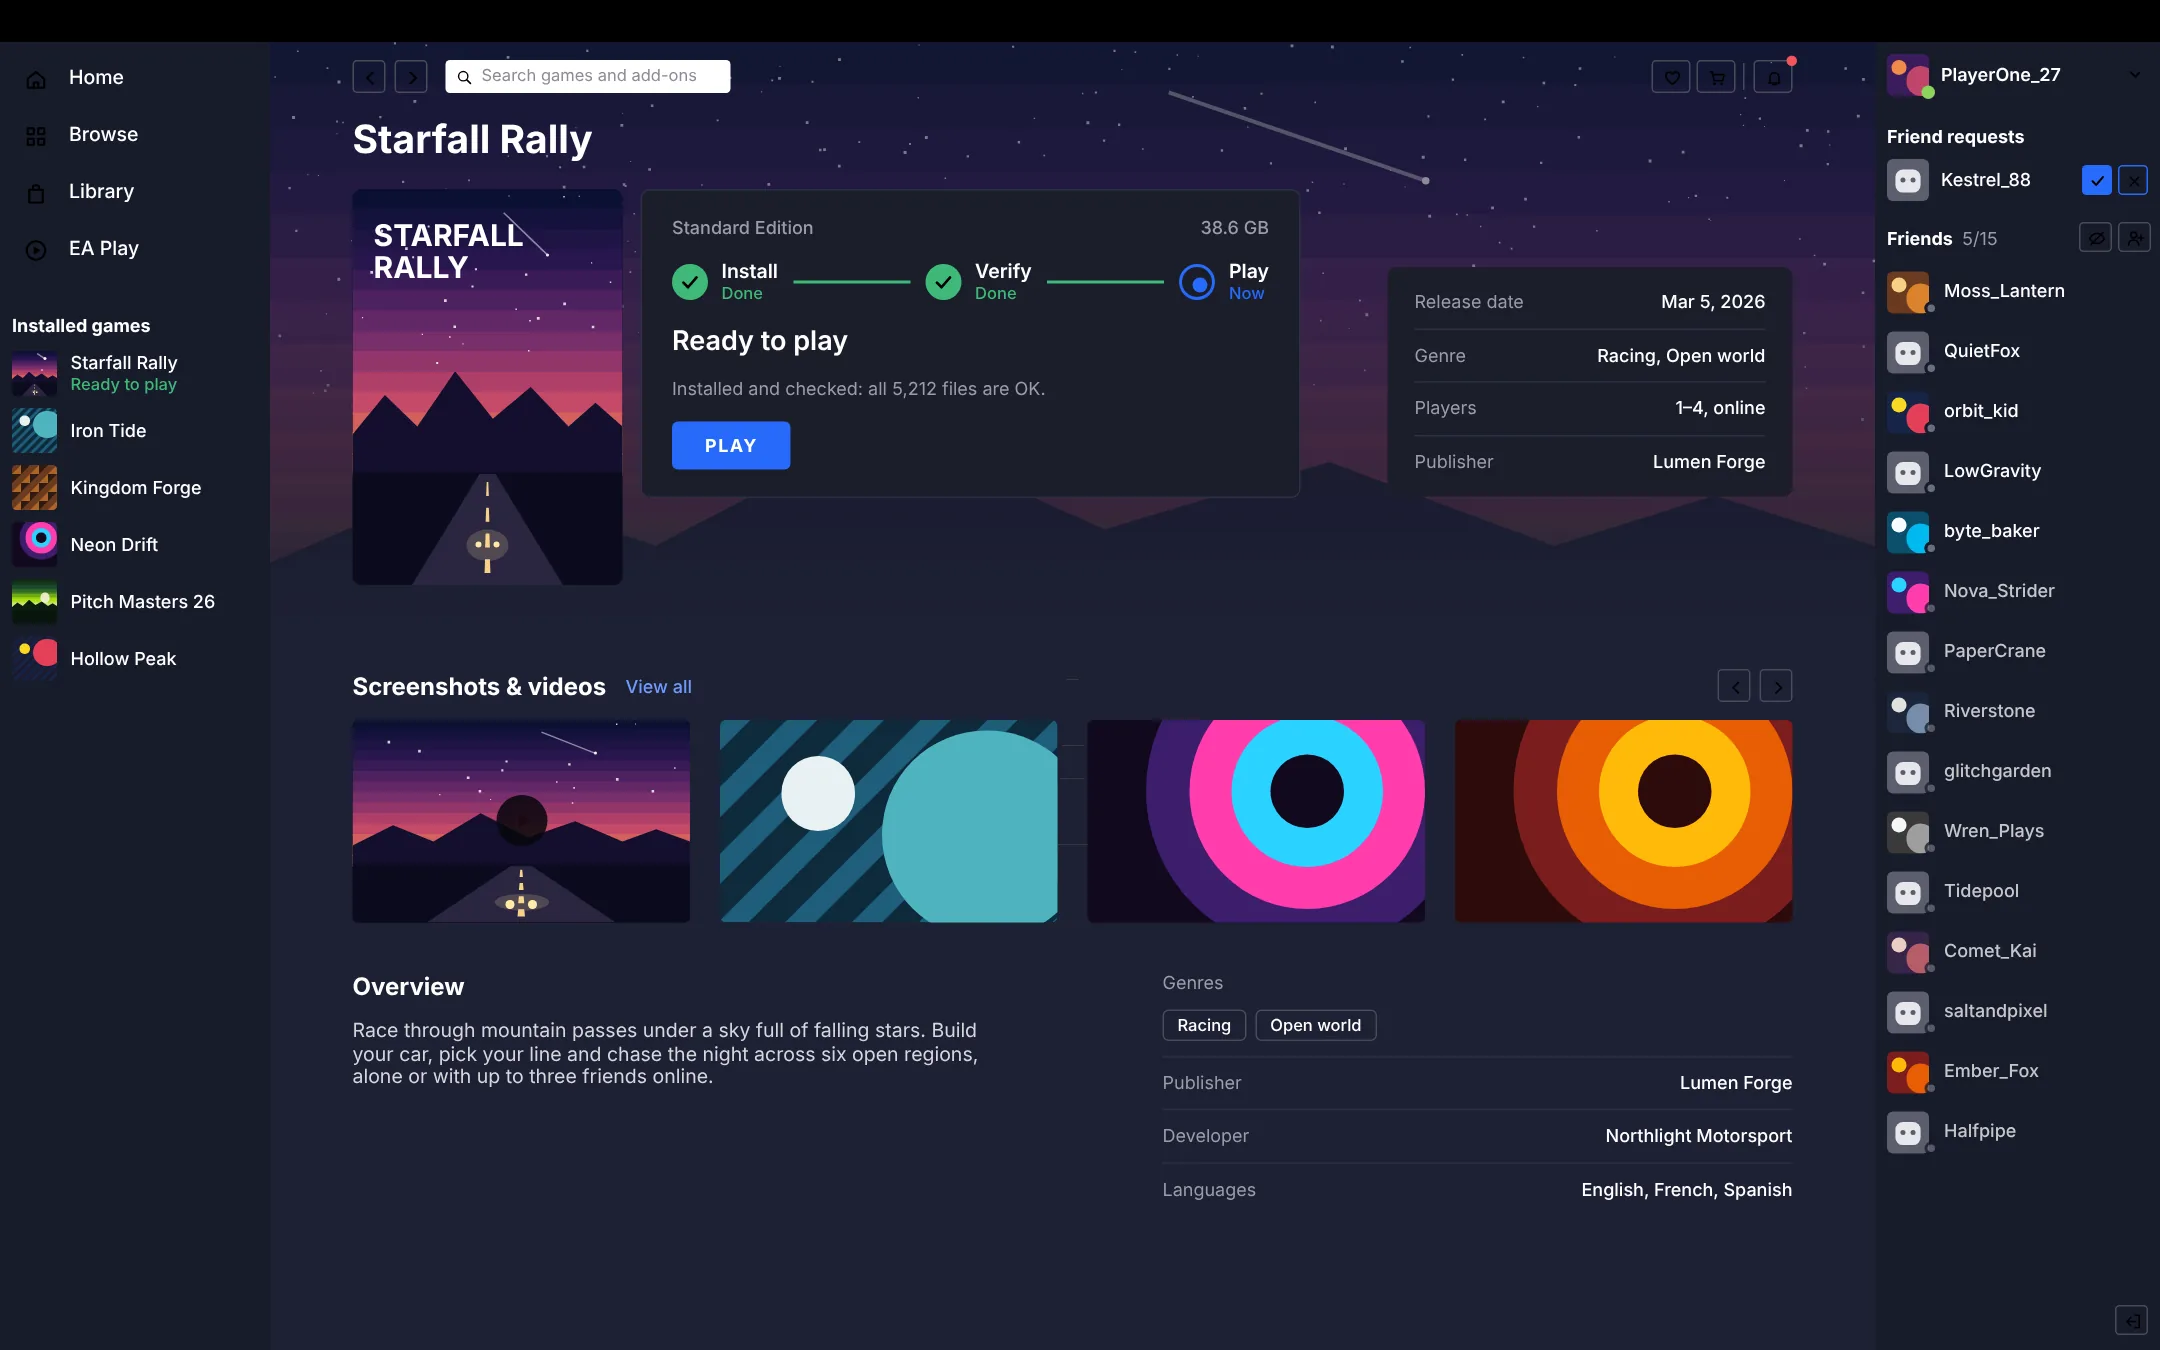 Home
Browse
Library
EA Play
Installed games
Starfall Rally
Ready to play
Iron Tide
Kingdom Forge
Neon Drift
Pitch Masters 26
Hollow Peak
Search games and add-ons
Starfall Rally
STARFALL
RALLY
Standard Edition
38.6 GB
Install
Done
Verify
Done
Play
Now
Ready to play
Installed and checked: all 5,212 files are OK.
PLAY
Release date
Mar 5, 2026
Genre
Racing, Open world
Players
1–4, online
Publisher
Lumen Forge
Screenshots & videos
View all
Overview
Race through mountain passes under a sky full of falling stars. Build
your car, pick your line and chase the night across six open regions,
alone or with up to three friends online.
Genres
Racing
Open world
Publisher
Lumen Forge
Developer
Northlight Motorsport
Languages
English, French, Spanish
PlayerOne_27
Friend requests
Kestrel_88
Friends 5/15
Moss_Lantern
QuietFox
orbit_kid
LowGravity
byte_baker
Nova_Strider
PaperCrane
Riverstone
glitchgarden
Wren_Plays
Tidepool
Comet_Kai
saltandpixel
Ember_Fox
Halfpipe